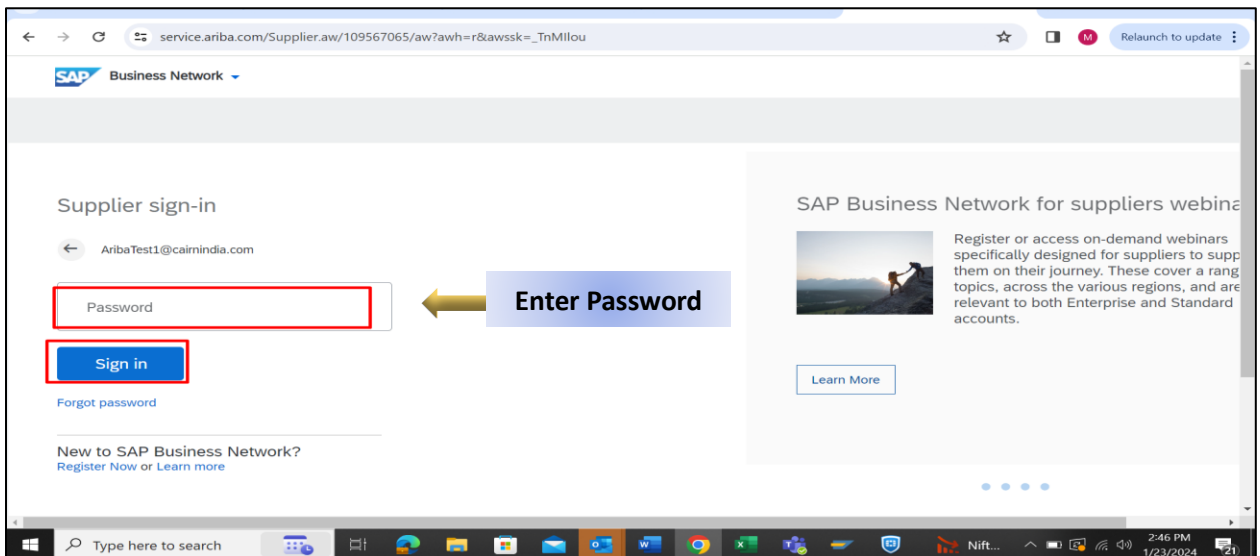 service.ariba.com/Supplier.aw/109567065/aw?awh=r&awssk=_TnMIlou
M
Relaunch to update
SAP Business Network
Supplier sign-in
AribaTest1@cairnindia.com
Password
Enter Password
Sign in
Forgot password
New to SAP Business Network?
Register Now or Learn more
SAP Business Network for suppliers webina
Register or access on-demand webinars
specifically designed for suppliers to supp
them on their journey. These cover a rang
topics, across the various regions, and are
relevant to both Enterprise and Standard
accounts.
Learn More
Type here to search
Nift...
2:46 PM
1/23/2024
21